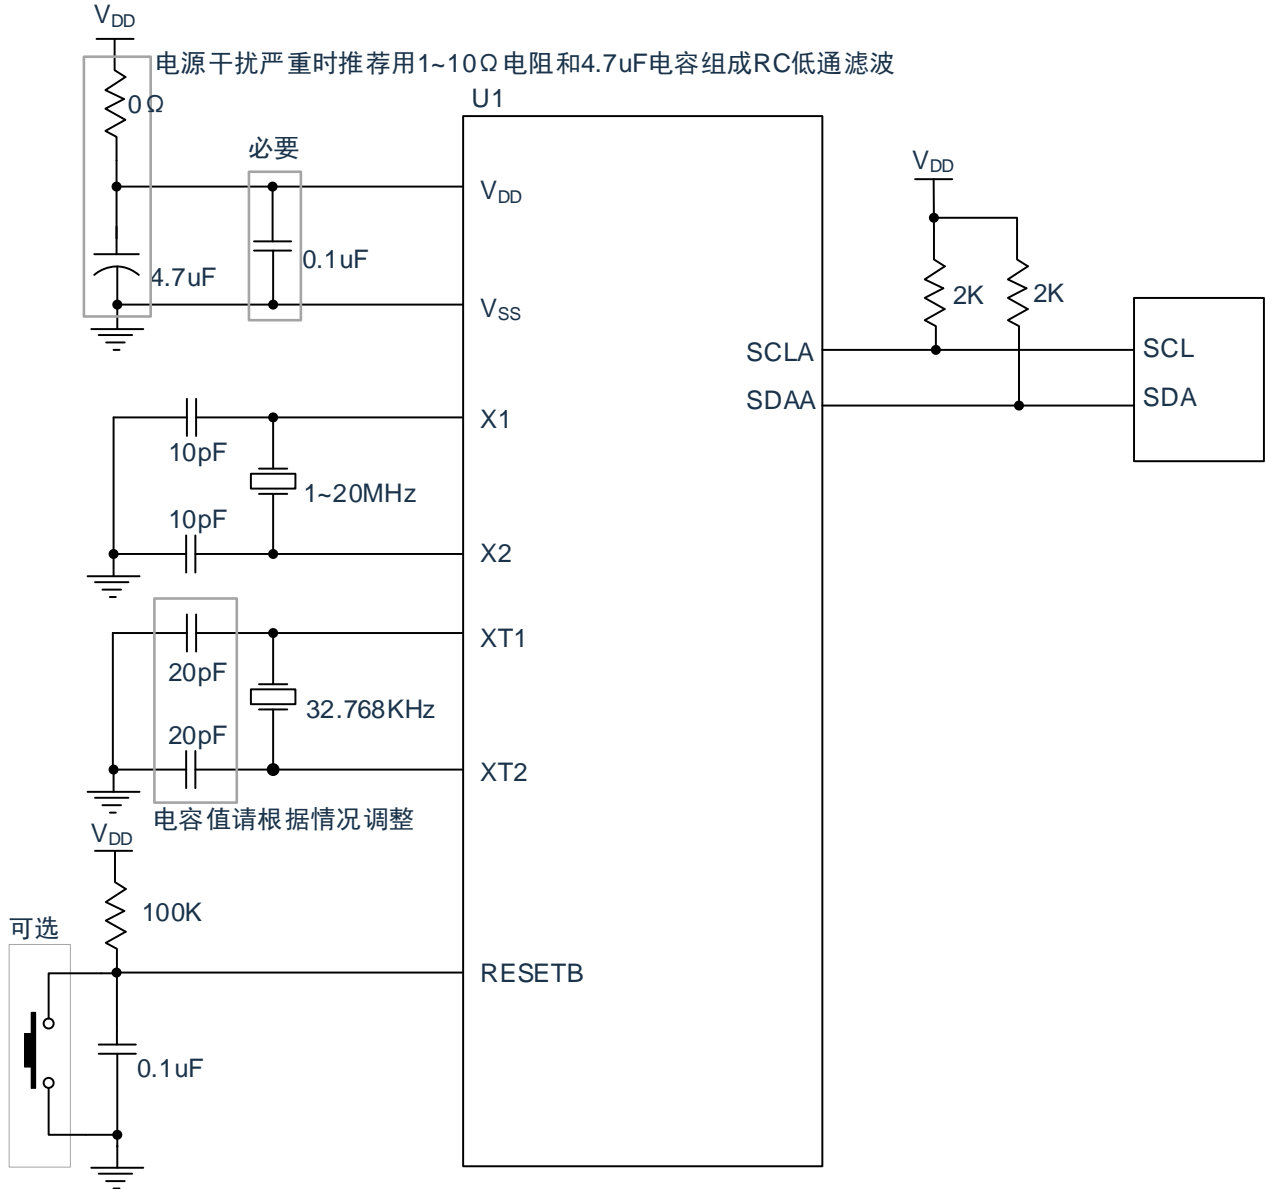 VDD
电源干扰严重时推荐用1~10Ω电阻和4.7uF电容组成RC低通滤波
0Ω
U1
必要
VDD
VDD
0.1uF
4.7uF
VSS
2K
2K
SCLA
SCL
SDAA
SDA
X1
10pF
1~20MHz
10pF
X2
XT1
20pF
32.768KHz
20pF
XT2
电容值请根据情况调整
VDD
100K
可选
RESETB
0.1uF